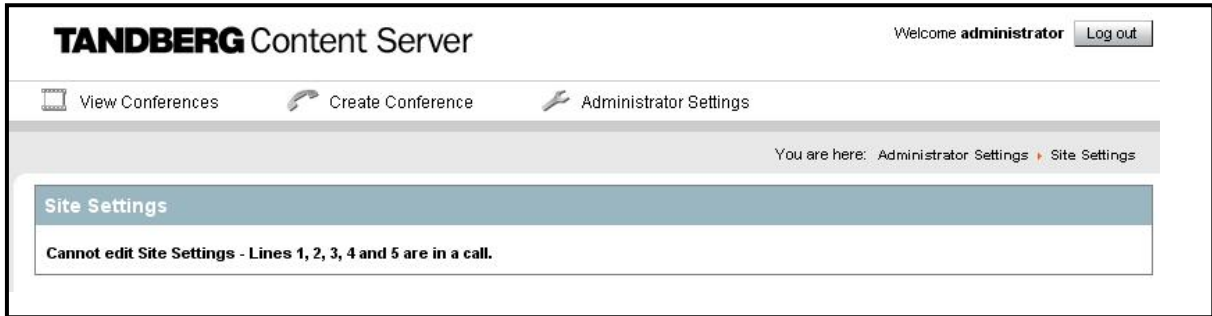 TANDBERG Content Server
Welcome administrator Log out
View Conferences Create Conference Administrator Settings
You are here: Administrator Settings Site Settings
Site Settings
Cannot edit Site Settings - Lines 1, 2, 3, 4 and 5 are in a call.